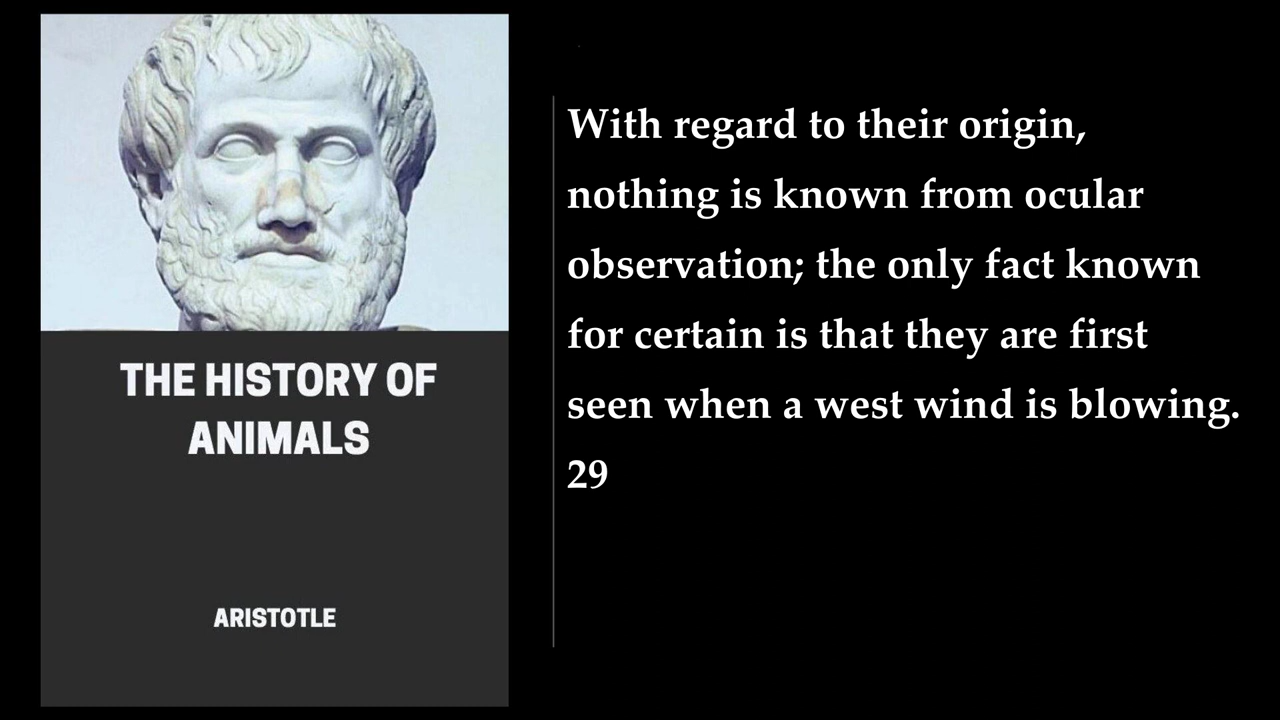 THE HISTORY OF
ANIMALS
ARISTOTLE
With regard to their origin,
nothing is known from ocular
observation; the only fact known
for certain is that they are first
seen when a west wind is blowing.
29